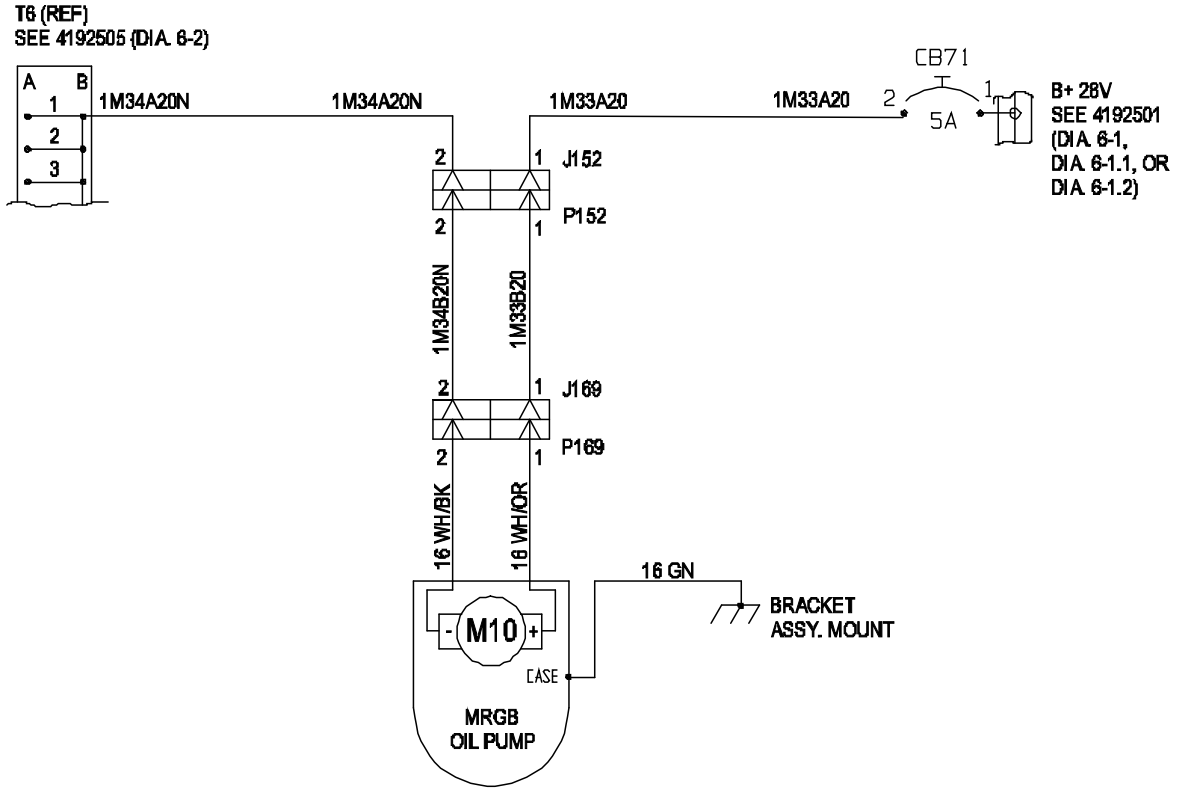 T6 (REF)
SEE 4192505 (DIA. 6-2)
A B
1
2
3
1M34A20N
1M34A20N
1M33A20
1M33A20
CB71
2
1
5A
B+ 28V
SEE 4192501
(DIA. 6-1,
DIA. 6-1.1, OR
DIA. 6-1.2)
2
1
J152
P152
2
1
1M34B20N
1M33B20
2
1
J169
P169
2
1
16 WH/BK
16 WH/OR
16 GN
BRACKET
ASSY. MOUNT
- M10 +
CASE
MRGB
OIL PUMP